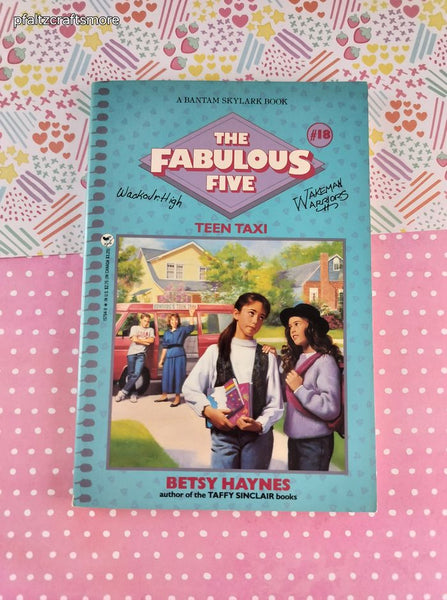 pfaltzcraftsmore
A BANTAM SKYLARK BOOK
#18
THE
FABULOUS
FIVE
Wacko Jr. High
WAKEMAN
WARRIORS
TEEN TAXI
BETSY HAYNES
author of the TAFFY SINCLAIR books